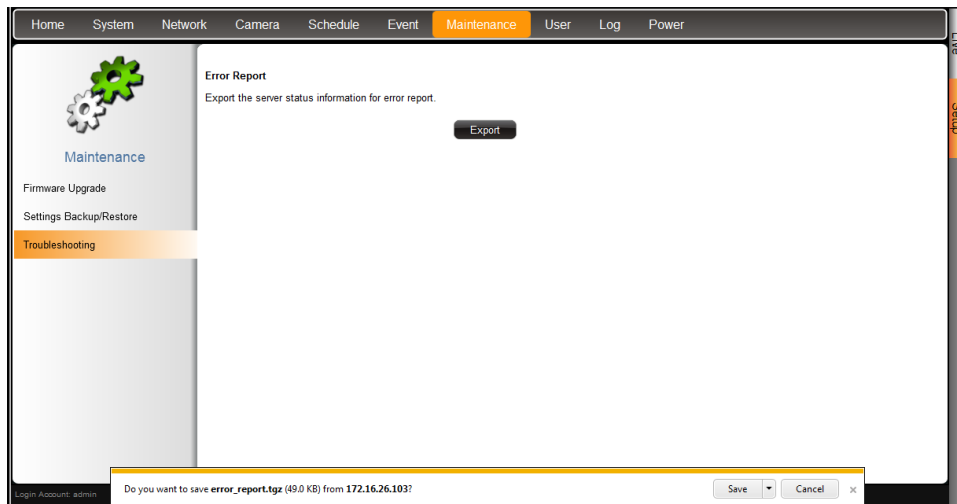 Home System Network Camera Schedule Event Maintenance User Log Power
Live
Setup
Maintenance
Firmware Upgrade
Settings Backup/Restore
Troubleshooting
Error Report
Export the server status information for error report.
Export
Login Account: admin
Do you want to save error_report.tgz (49.0 KB) from 172.16.26.103?
Save Cancel ×